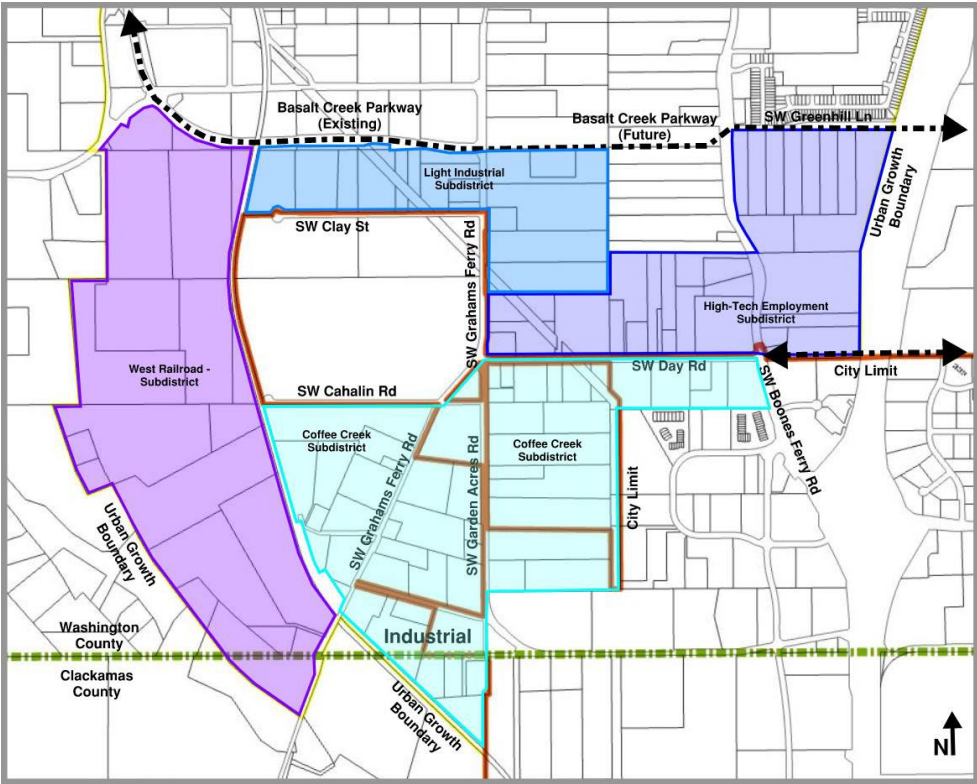 Basalt Creek Parkway
(Existing)
Basalt Creek Parkway
(Future)
SW Greenhill Ln
Urban Growth
Boundary
Light Industrial
Subdistrict
SW Clay St
SW Grahams Ferry Rd
High-Tech Employment
Subdistrict
West Railroad -
Subdistrict
SW Day Rd
City Limit
SW Cahalin Rd
SW Boones Ferry Rd
Coffee Creek
Subdistrict
SW Grahams Ferry Rd
SW Garden Acres Rd
Coffee Creek
Subdistrict
City Limit
Urban Growth
Boundary
Washington
County
Industrial
Clackamas
County
Urban Growth
Boundary
N